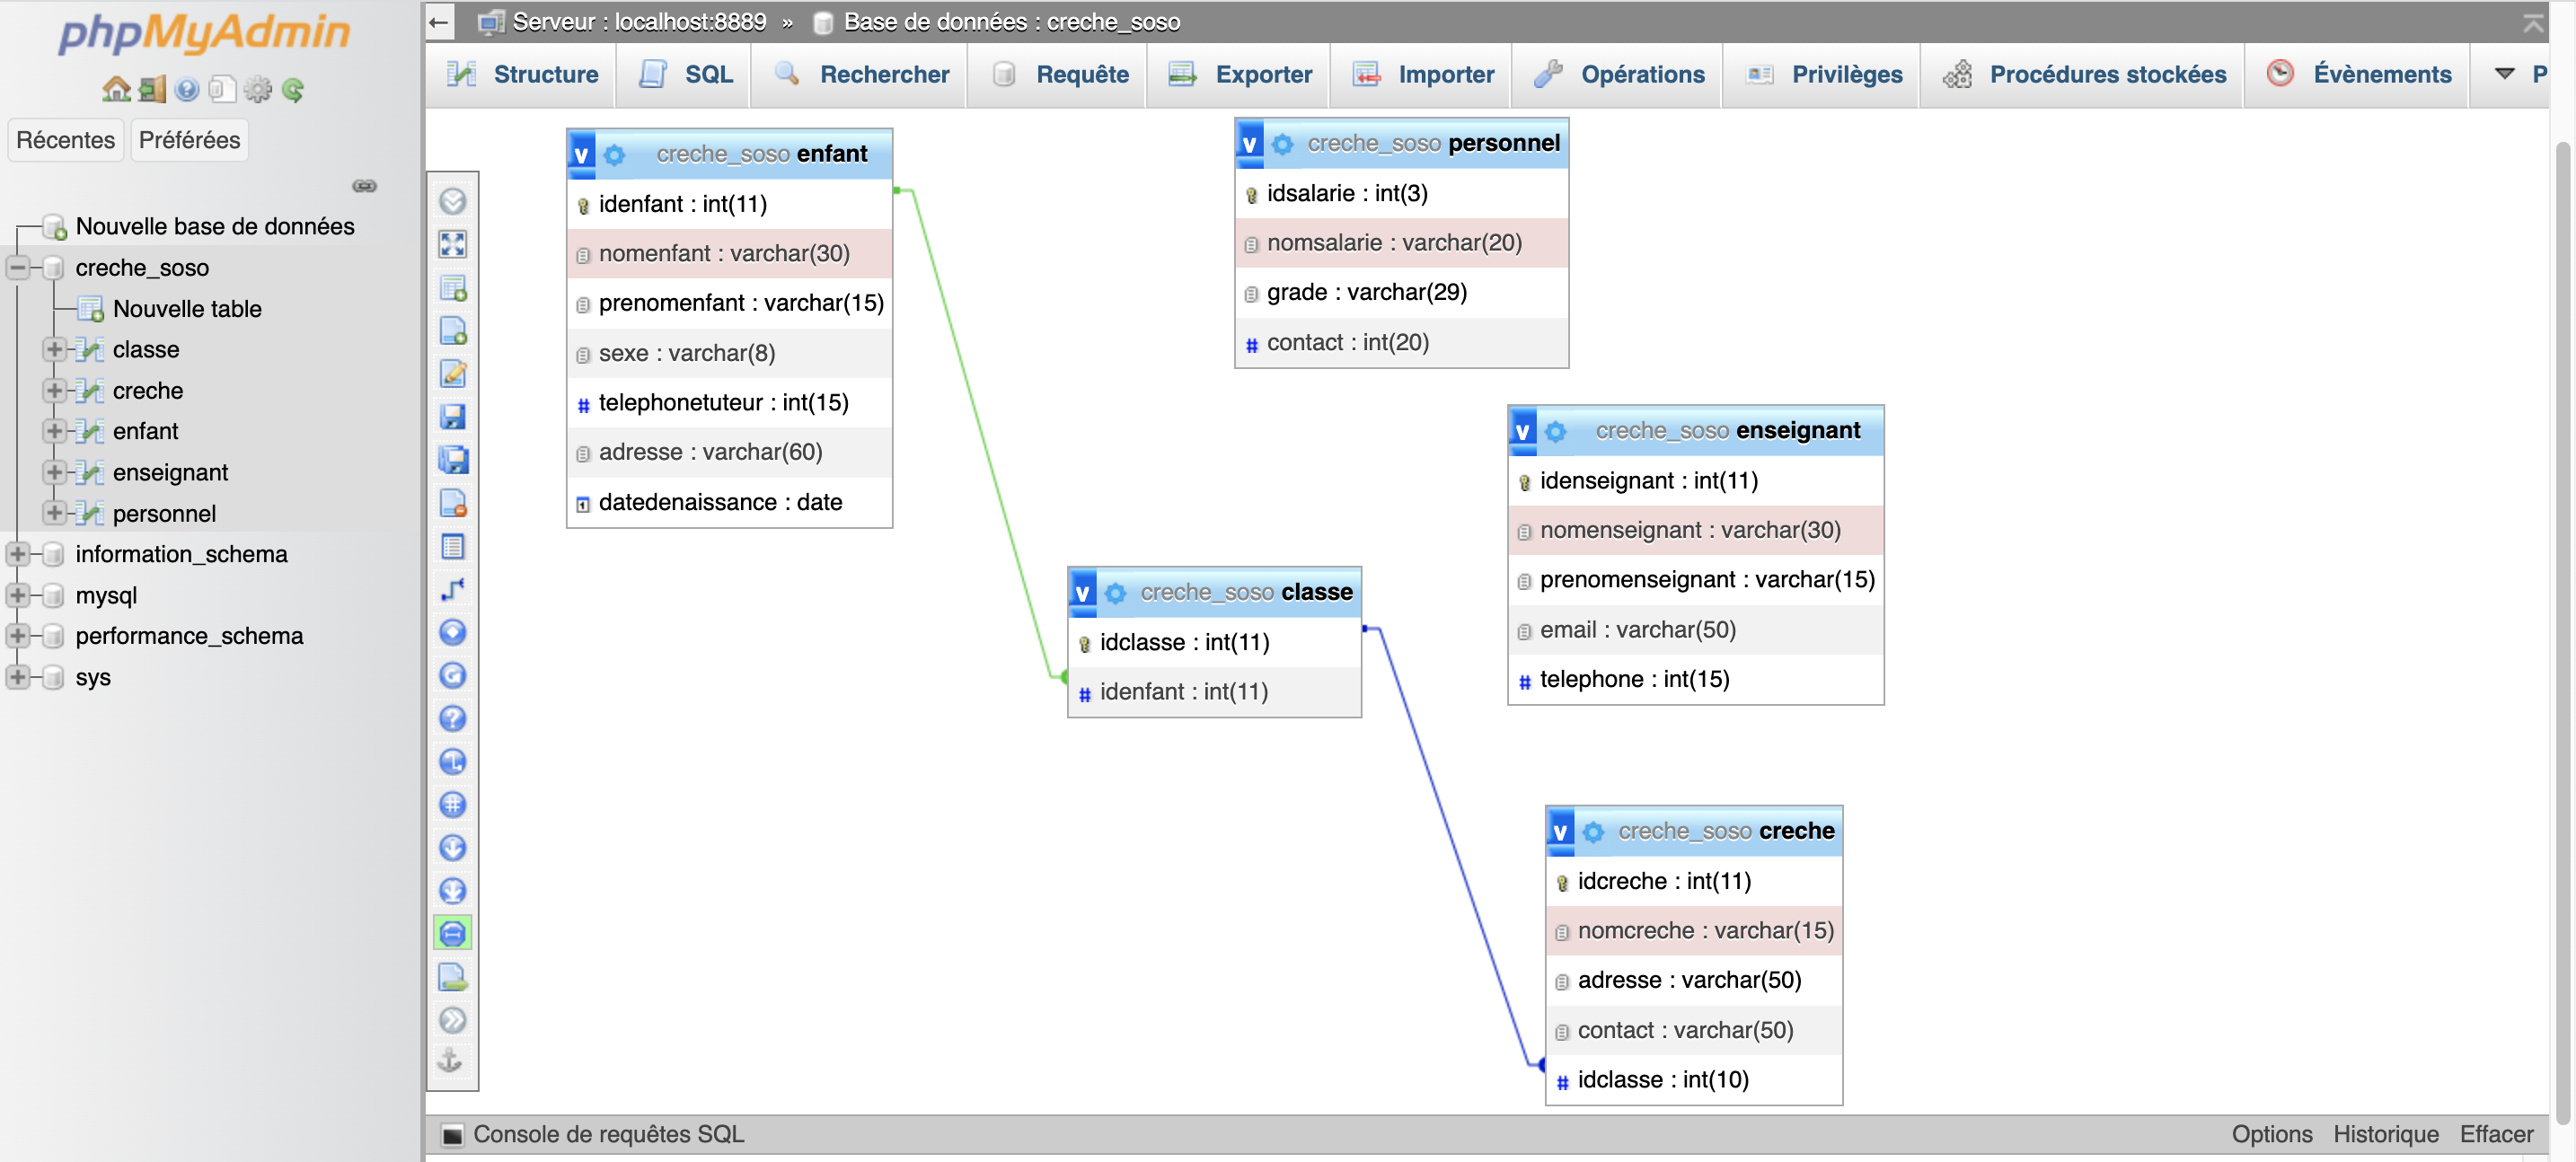 phpMyAdmin
Récentes
Préférées
Nouvelle base de données
creche_soso
Nouvelle table
classe
creche
enfant
enseignant
personnel
information_schema
mysql
performance_schema
sys
Serveur : localhost:8889 » Base de données : creche_soso
Structure SQL Rechercher Requête Exporter Importer Opérations Privilèges Procédures stockées Évènements P
creche_soso enfant
idenfant : int(11)
nomenfant : varchar(30)
prenomenfant : varchar(15)
sexe : varchar(8)
telephonetuteur : int(15)
adresse : varchar(60)
datedenaissance : date
creche_soso personnel
idsalarie : int(3)
nomsalarie : varchar(20)
grade : varchar(29)
contact : int(20)
creche_soso enseignant
idenseignant : int(11)
nomenseignant : varchar(30)
prenomenseignant : varchar(15)
email : varchar(50)
telephone : int(15)
creche_soso classe
idclasse : int(11)
idenfant : int(11)
creche_soso creche
idcreche : int(11)
nomcreche : varchar(15)
adresse : varchar(50)
contact : varchar(50)
idclasse : int(10)
Console de requêtes SQL
Options Historique Effacer